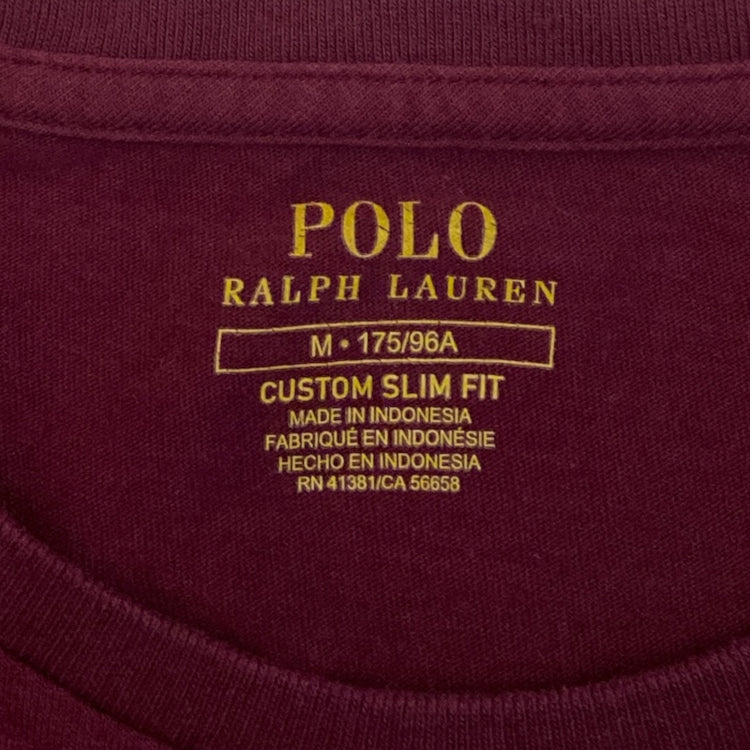 POLO
RALPH LAUREN
M • 175/96A
CUSTOM SLIM FIT
MADE IN INDONESIA
FABRIQUÉ EN INDONÉSIE
HECHO EN INDONESIA
RN 41381/CA 56658